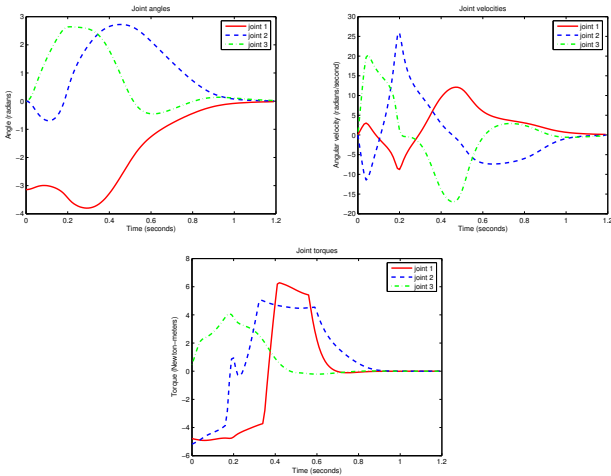 Joint angles
joint 1
joint 2
joint 3
3
2
1
0
−1
−2
−3
−4
Angle (radians)
0
0.2
0.4
0.6
0.8
1
1.2
Time (seconds)
Joint velocities
joint 1
joint 2
joint 3
30
25
20
15
10
5
0
−5
−10
−15
−20
Angular velocity (radians/second)
0
0.2
0.4
0.6
0.8
1
1.2
Time (seconds)
Joint torques
joint 1
joint 2
joint 3
8
6
4
2
0
−2
−4
−6
Torque (Newton−meters)
0
0.2
0.4
0.6
0.8
1
1.2
Time (seconds)